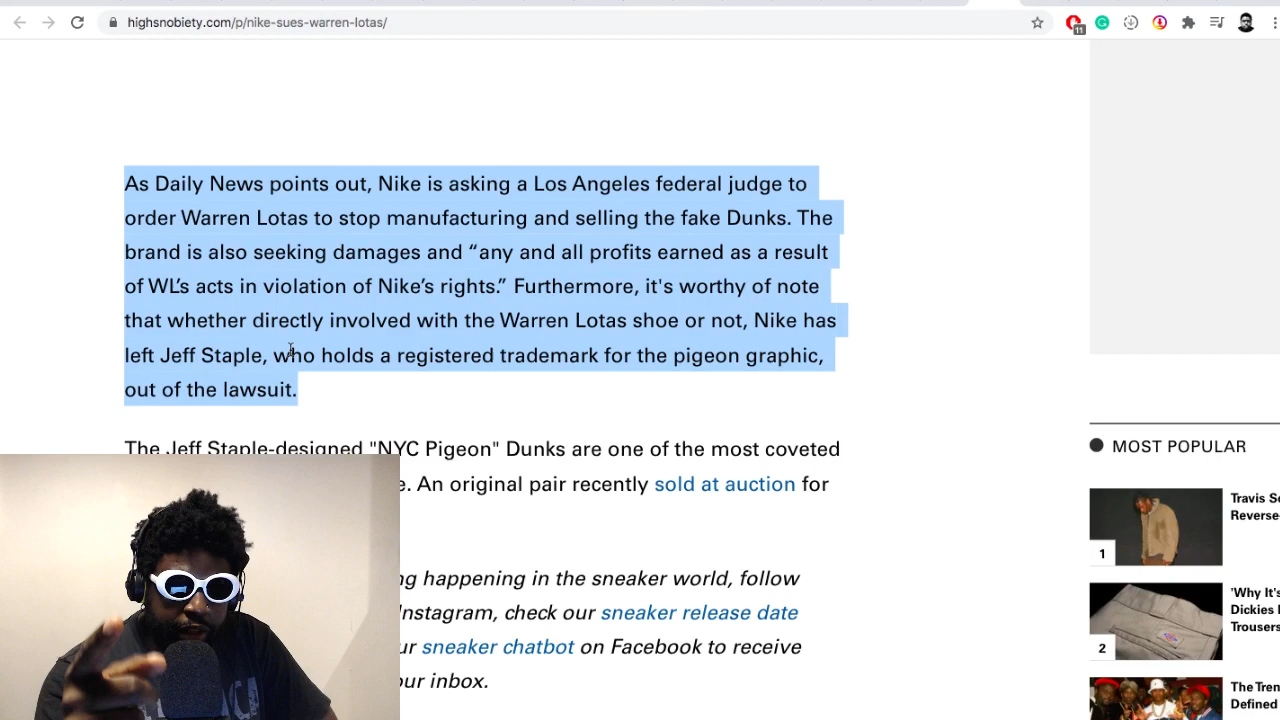 highsnobiety.com/p/nike-sues-warren-lotas/
11
As Daily News points out, Nike is asking a Los Angeles federal judge to
order Warren Lotas to stop manufacturing and selling the fake Dunks. The
brand is also seeking damages and “any and all profits earned as a result
of WL’s acts in violation of Nike’s rights.” Furthermore, it's worthy of note
that whether directly involved with the Warren Lotas shoe or not, Nike has
left Jeff Staple, who holds a registered trademark for the pigeon graphic,
out of the lawsuit.
The Jeff Staple-designed "NYC Pigeon" Dunks are one of the most coveted
e. An original pair recently sold at auction for
ng happening in the sneaker world, follow
Instagram, check our sneaker release date
ur sneaker chatbot on Facebook to receive
our inbox.
MOST POPULAR
1
Travis Sc
Reverse-
2
'Why It's
Dickies
Trousers
The Tren
Defined